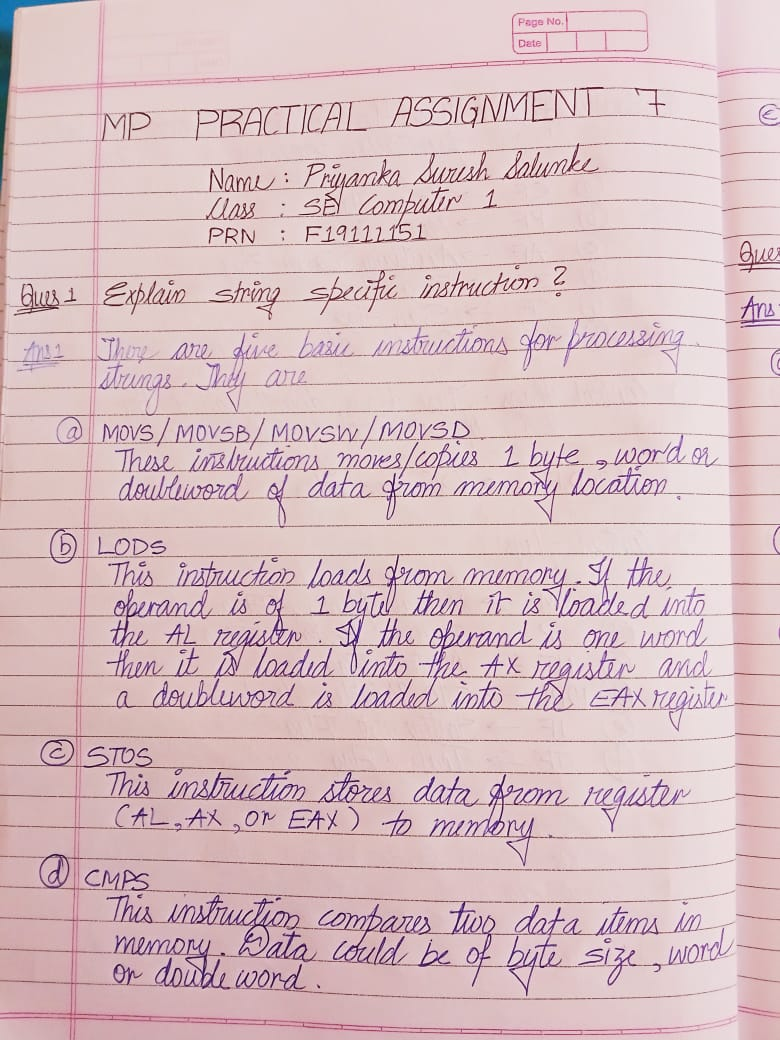 Page No.
Date
MP PRACTICAL ASSIGNMENT 7
Name : Priyanka Suresh Salunke
Class : SE Computer 1
PRN : F19111151
Ques 1 Explain string specific instruction ?
Ans 1 There are five basic instructions for processing
strings. They are
(a) MOVS/MOVSB/MOVSW/MOVSD
These instructions moves/copies 1 byte, word or
doubleword of data from memory location.
(b) LODS
This instruction loads from memory. If the
operand is of 1 byte then it is loaded into
the AL register. If the operand is one word
then it is loaded into the AX register and
a doubleword is loaded into the EAX register
(c) STOS
This instruction stores data from register
(AL, AX, or EAX) to memory.
(d) CMPS
This instruction compares two data items in
memory. Data could be of byte size, word
or doubleword.
Ques
Ans